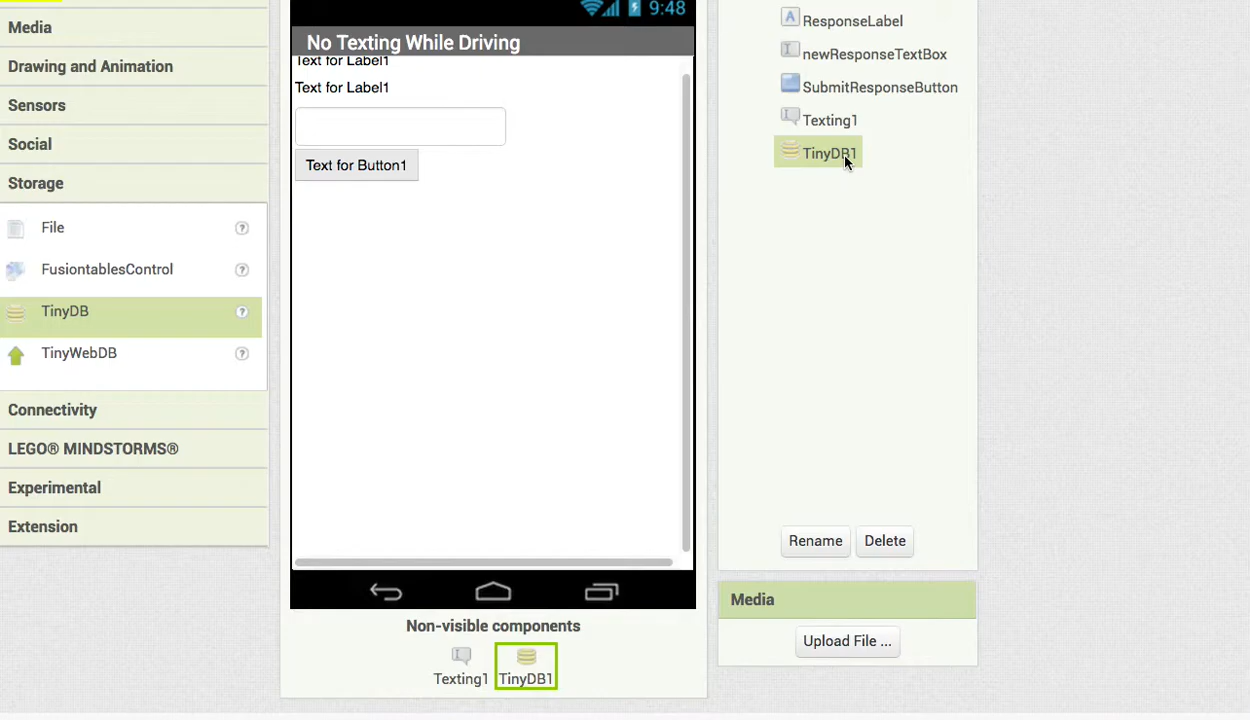 Media
Drawing and Animation
Sensors
Social
Storage
File
?
FusiontablesControl
?
TinyDB
?
TinyWebDB
?
Connectivity
LEGO® MINDSTORMS®
Experimental
Extension
9:48
No Texting While Driving
Text for Label1
Text for Label1
Text for Button1
Non-visible components
Texting1
TinyDB1
A
ResponseLabel
newResponseTextBox
SubmitResponseButton
Texting1
TinyDB1
Rename
Delete
Media
Upload File ...